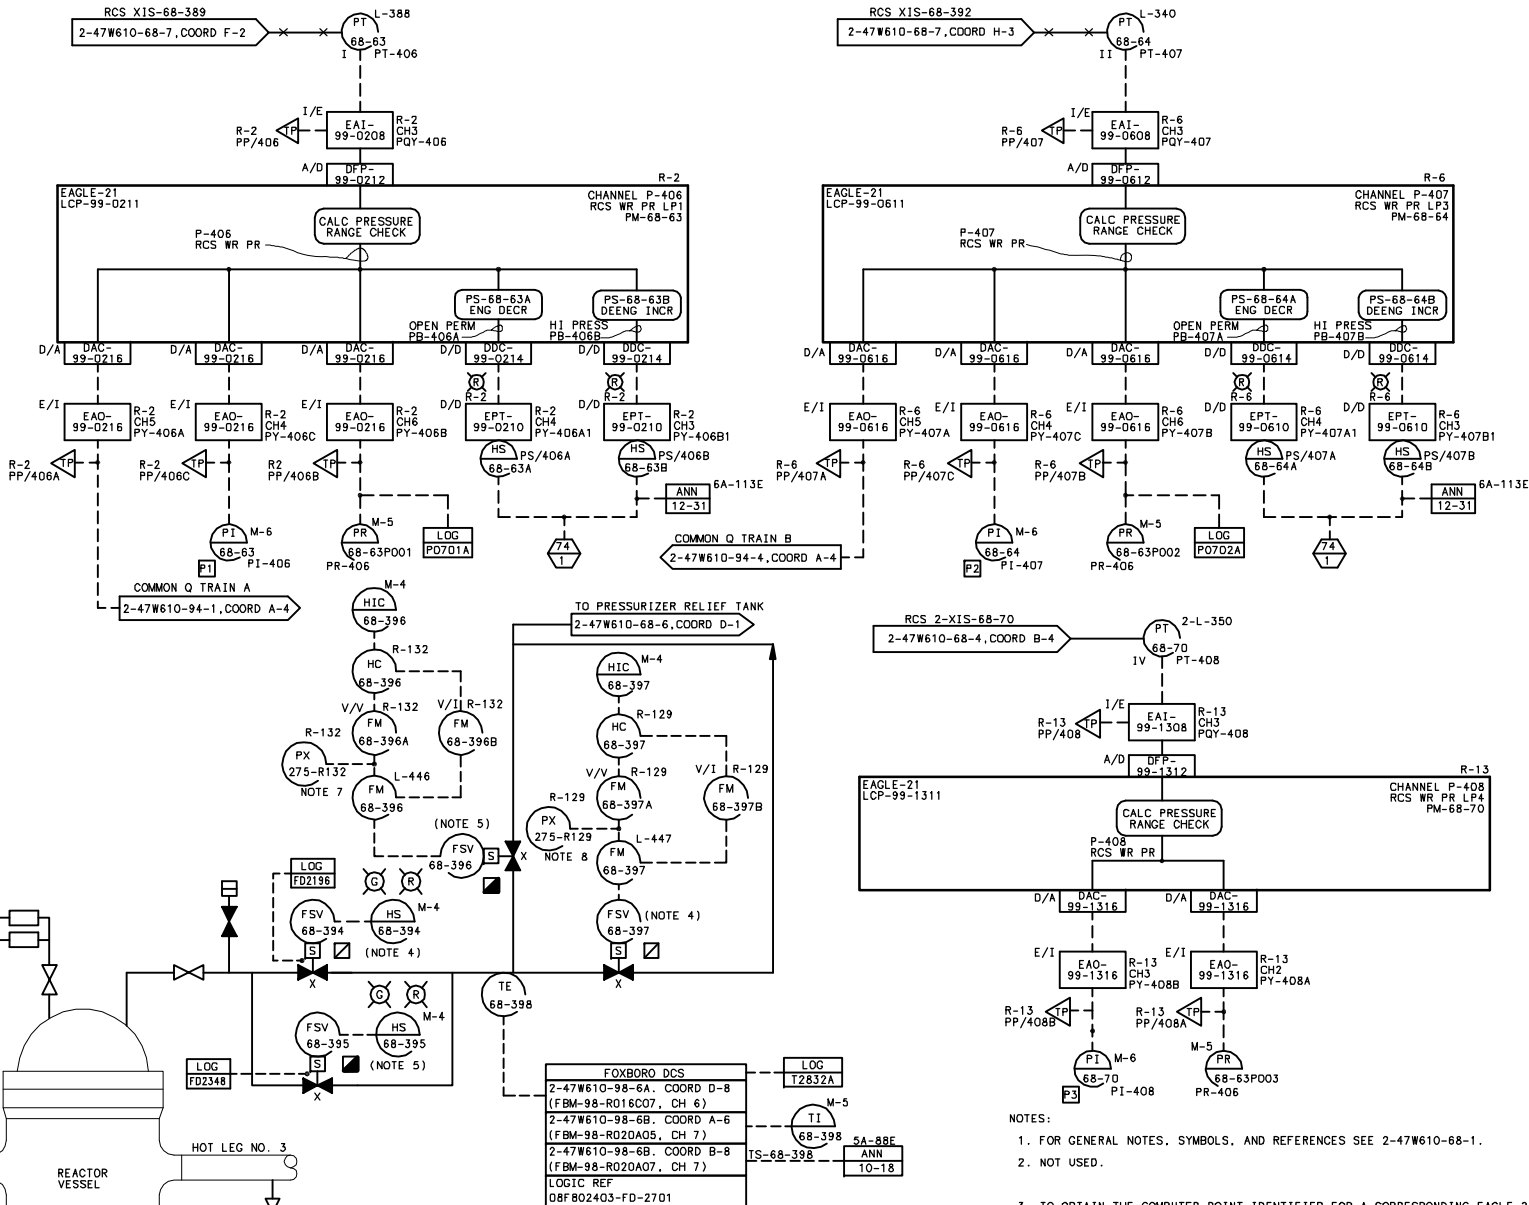 RCS XIS-68-389
2-47W610-68-7,COORD F-2
PT
68-63
L-388
I
PT-406
I/E
R-2
PP/406
TP
EAI-
99-0208
R-2
CH3
PQY-406
A/D
DFP-
99-0212
R-2
EAGLE-21
LCP-99-0211
CHANNEL P-406
RCS WR PR LP1
PM-68-63
CALC PRESSURE
RANGE CHECK
P-406
RCS WR PR
PS-68-63A
ENG DECR
PS-68-63B
DEENG INCR
OPEN PERM
PB-406A
HI PRESS
PB-406B
D/A
DAC-
99-0216
D/A
DAC-
99-0216
D/A
DAC-
99-0216
D/D
DDC-
99-0214
D/D
DDC-
99-0214
R
R-2
R
R-2
E/I
EAO-
99-0216
R-2
CH5
PY-406A
E/I
EAO-
99-0216
R-2
CH4
PY-406C
E/I
EAO-
99-0216
R-2
CH6
PY-406B
D/D
EPT-
99-0210
R-2
CH4
PY-406A1
D/D
EPT-
99-0210
R-2
CH3
PY-406B1
R-2
PP/406A
TP
R-2
PP/406C
TP
R2
PP/406B
TP
HS
68-63A
PS/406A
HS
68-63B
PS/406B
6A-113E
ANN
12-31
PI
68-63
M-6
P1
PI-406
PR
68-63P001
M-5
PR-406
LOG
P0701A
74
1
COMMON Q TRAIN A
2-47W610-94-1,COORD A-4
RCS XIS-68-392
2-47W610-68-7,COORD H-3
PT
68-64
L-340
II
PT-407
I/E
R-6
PP/407
TP
EAI-
99-0608
R-6
CH3
PQY-407
A/D
DFP-
99-0612
R-6
EAGLE-21
LCP-99-0611
CHANNEL P-407
RCS WR PR LP3
PM-68-64
CALC PRESSURE
RANGE CHECK
P-407
RCS WR PR
PS-68-64A
ENG DECR
PS-68-64B
DEENG INCR
OPEN PERM
PB-407A
HI PRESS
PB-407B
D/A
DAC-
99-0616
D/A
DAC-
99-0616
D/A
DAC-
99-0616
D/D
DDC-
99-0614
D/D
DDC-
99-0614
R
R-6
R
R-6
E/I
EAO-
99-0616
R-6
CH5
PY-407A
E/I
EAO-
99-0616
R-6
CH4
PY-407C
E/I
EAO-
99-0616
R-6
CH6
PY-407B
D/D
EPT-
99-0610
R-6
CH4
PY-407A1
D/D
EPT-
99-0610
R-6
CH3
PY-407B1
R-6
PP/407A
TP
R-6
PP/407C
TP
R-6
PP/407B
TP
HS
68-64A
PS/407A
HS
68-64B
PS/407B
6A-113E
ANN
12-31
COMMON Q TRAIN B
2-47W610-94-4,COORD A-4
PI
68-64
M-6
P2
PI-407
PR
68-63P002
M-5
PR-406
LOG
P0702A
74
1
HIC
68-396
M-4
HC
68-396
R-132
V/V
R-132
FM
68-396A
V/I
R-132
FM
68-396B
R-132
PX
275-R132
NOTE 7
L-446
FM
68-396
(NOTE 5)
FSV
68-396
S
X
TO PRESSURIZER RELIEF TANK
2-47W610-68-6,COORD D-1
HIC
68-397
M-4
HC
68-397
R-129
V/V
R-129
FM
68-397A
V/I
R-129
FM
68-397B
R-129
PX
275-R129
NOTE 8
L-447
FM
68-397
FSV
68-397
(NOTE 4)
S
X
LOG
FD2196
G
R
FSV
68-394
HS
68-394
M-4
(NOTE 4)
S
X
G
R
FSV
68-395
HS
68-395
M-4
(NOTE 5)
S
X
LOG
FD2348
TE
68-398
HOT LEG NO. 3
REACTOR
VESSEL
FOXBORO DCS
2-47W610-98-6A. COORD D-8
(FBM-98-R016C07, CH 6)
2-47W610-98-6B. COORD A-6
(FBM-98-R020A05, CH 7)
2-47W610-98-6B. COORD B-8
(FBM-98-R020A07, CH 7)
LOGIC REF
08F802403-FD-2701
LOG
T2832A
M-5
TI
68-398
TS-68-398
5A-88E
ANN
10-18
RCS 2-XIS-68-70
2-47W610-68-4,COORD B-4
PT
68-70
2-L-350
IV
PT-408
I/E
R-13
PP/408
TP
EAI-
99-1308
R-13
CH3
PQY-408
A/D
DFP-
99-1312
R-13
EAGLE-21
LCP-99-1311
CHANNEL P-408
RCS WR PR LP4
PM-68-70
CALC PRESSURE
RANGE CHECK
P-408
RCS WR PR
D/A
DAC-
99-1316
D/A
DAC-
99-1316
E/I
EAO-
99-1316
R-13
CH3
PY-408B
E/I
EAO-
99-1316
R-13
CH2
PY-408A
R-13
PP/408B
TP
R-13
PP/408A
TP
PI
68-70
M-6
P3
PI-408
M-5
PR
68-63P003
PR-406
NOTES:
1. FOR GENERAL NOTES, SYMBOLS, AND REFERENCES SEE 2-47W610-68-1.
2. NOT USED.
3. TO OBTAIN THE COMPUTER POINT IDENTIFIER FOR A CORRESPONDING EAGLE